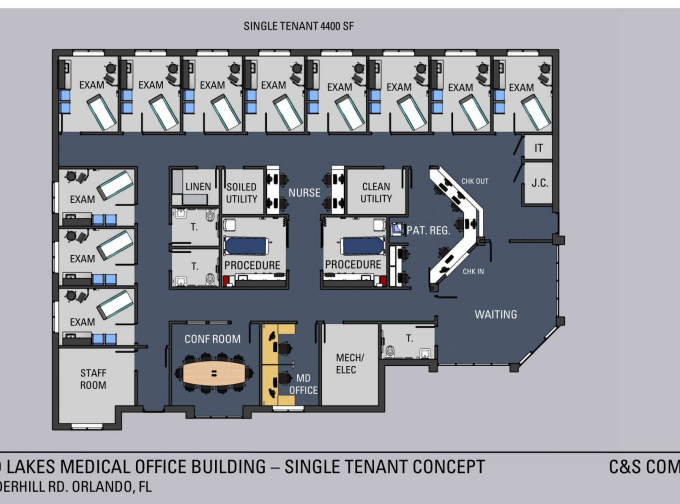 SINGLE TENANT 4400 SF
EXAM EXAM EXAM EXAM EXAM EXAM EXAM EXAM
IT
J.C.
CHK OUT
EXAM
LINEN
SOILED
UTILITY
NURSE
CLEAN
UTILITY
T.
PAT. REG.
EXAM
T.
PROCEDURE
PROCEDURE
CHK IN
WAITING
EXAM
CONF ROOM
T.
STAFF
ROOM
MD
OFFICE
MECH/
ELEC
LAKES MEDICAL OFFICE BUILDING – SINGLE TENANT CONCEPT
C&S COM
DERHILL RD. ORLANDO, FL